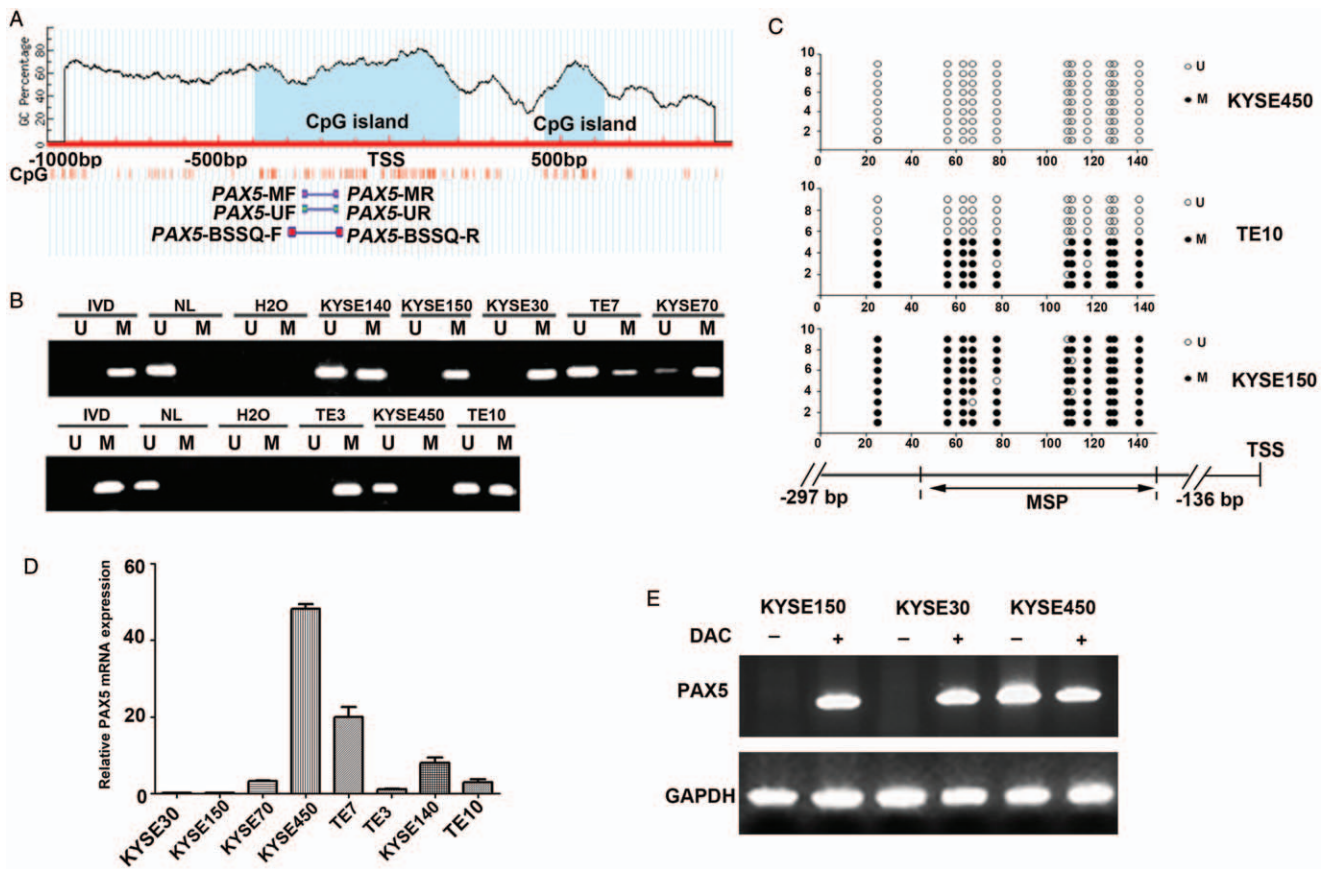 A
GC Percentage
0 20 40 60 80
CpG island
CpG island
-1000bp -500bp TSS 500bp
CpG
PAX5-MF PAX5-MR
PAX5-UF PAX5-UR
PAX5-BSSQ-F PAX5-BSSQ-R
B
IVD NL H2O KYSE140 KYSE150 KYSE30 TE7 KYSE70
U M U M U M U M U M U M U M U M
IVD NL H2O TE3 KYSE450 TE10
U M U M U M U M U M U M
C
10
8
6
4
2
0 20 40 60 80 100 120 140
U
M
KYSE450
10
8
6
4
2
0 20 40 60 80 100 120 140
U
M
TE10
10
8
6
4
2
0 20 40 60 80 100 120 140
U
M
KYSE150
TSS
-297 bp
MSP
-136 bp
D
Relative PAX5 mRNA expression
60
40
20
0
KYSE30 KYSE150 KYSE70 KYSE450 TE7 TE3 KYSE140 TE10
E
KYSE150 KYSE30 KYSE450
DAC – + – + – +
PAX5
GAPDH